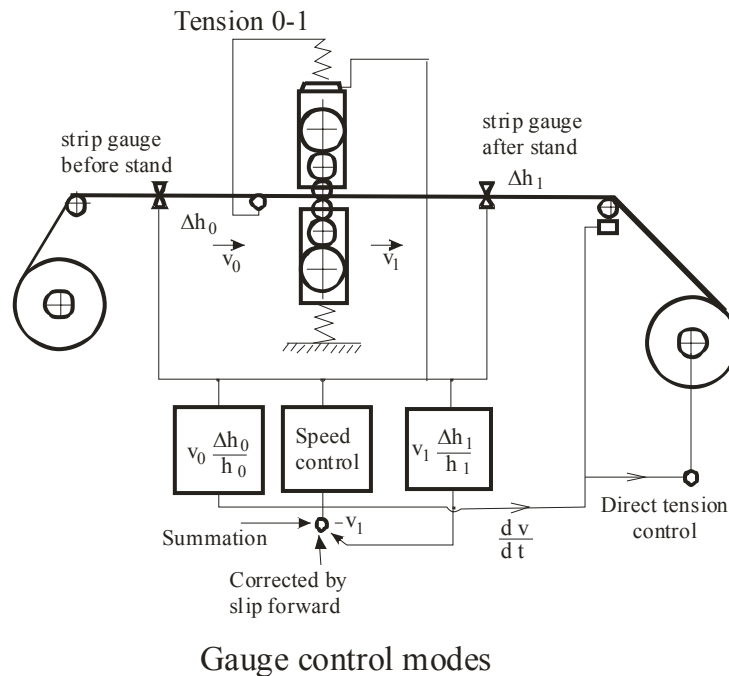 Tension 0-1
strip gauge
before stand
strip gauge
after stand
Δh₁
Δh₀
v₀
v₁
v₀ Δh₀/h₀
Speed
control
v₁ Δh₁/h₁
Summation
-v₁
dv/dt
Direct tension
control
Corrected by
slip forward
Gauge control modes